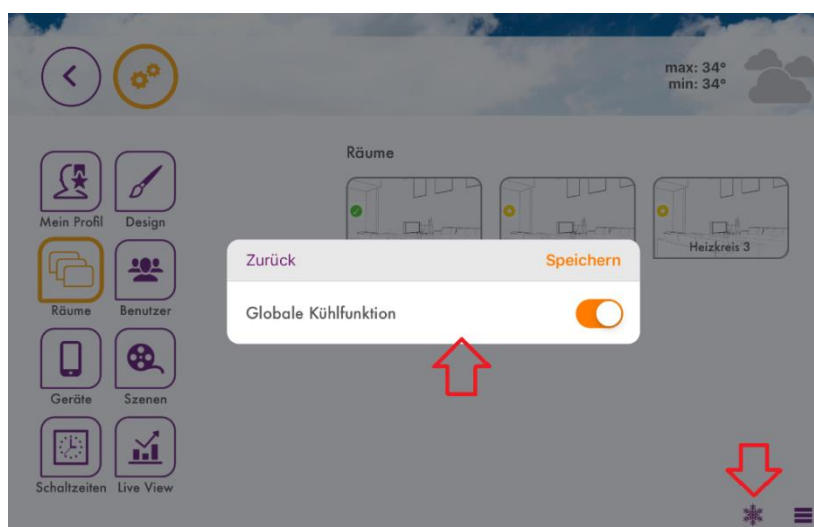 max: 34°
min: 34°
Räume
Mein Profil
Design
Heizkreis 3
Zurück
Speichern
Räume
Benutzer
Globale Kühlfunktion
Geräte
Szenen
Schaltzeiten
Live View